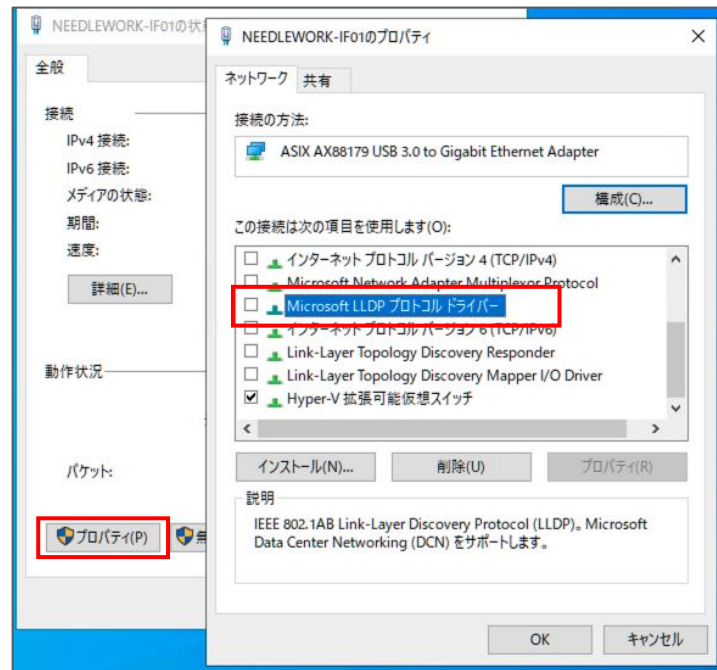 NEEDLEWORK-IF01の状
全般
接続
IPv4 接続:
IPv6 接続:
メディアの状態:
期間:
速度:
詳細(E)...
動作状況
パケット:
プロパティ(P)
NEEDLEWORK-IF01のプロパティ
ネットワーク
共有
接続の方法:
ASIX AX88179 USB 3.0 to Gigabit Ethernet Adapter
構成(C)...
この接続は次の項目を使用します(O):
インターネット プロトコル バージョン 4 (TCP/IPv4)
Microsoft Network Adapter Multiplexor Protocol
Microsoft LLDP プロトコル ドライバー
インターネット プロトコル バージョン 6 (TCP/IPv6)
Link-Layer Topology Discovery Responder
Link-Layer Topology Discovery Mapper I/O Driver
Hyper-V 拡張可能仮想スイッチ
インストール(N)...
削除(U)
プロパティ(R)
説明
IEEE 802.1AB Link-Layer Discovery Protocol (LLDP)。Microsoft
Data Center Networking (DCN) をサポートします。
OK
キャンセル